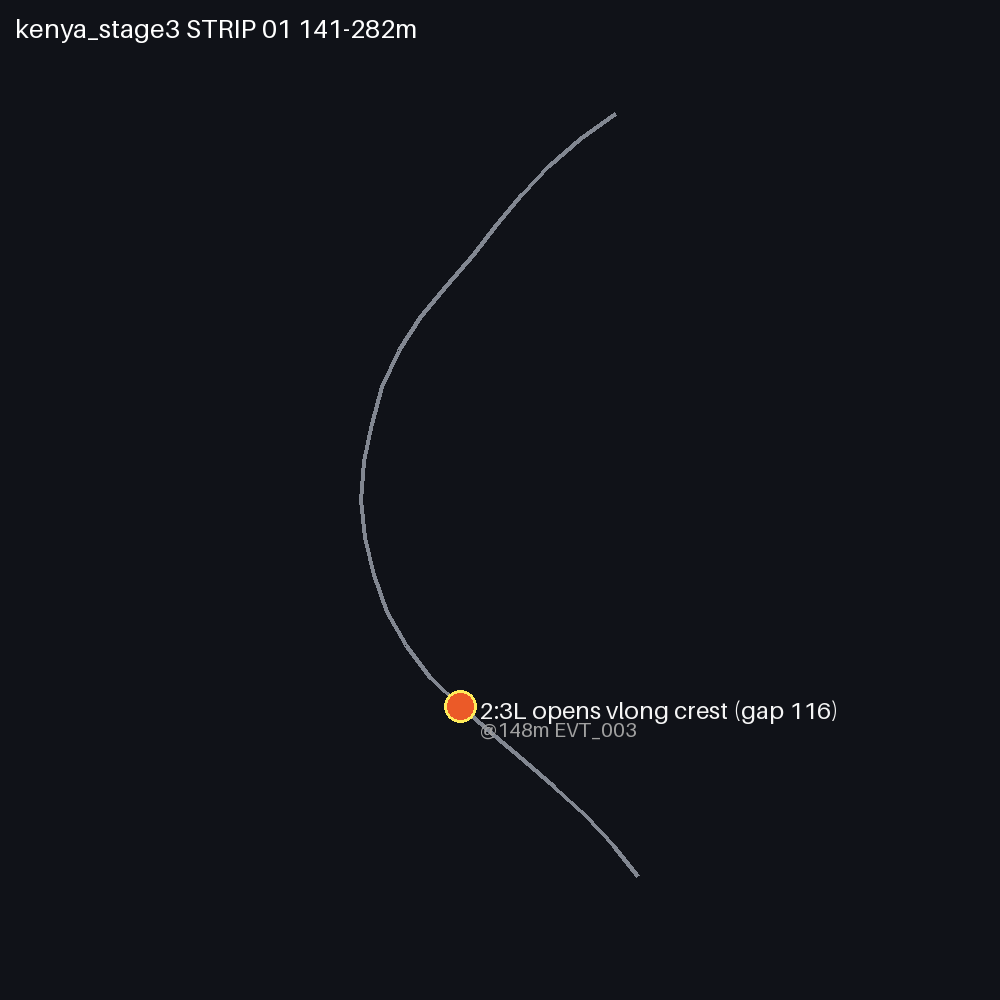 kenya_stage3 STRIP 01 141-282m
2:3L opens vlong crest (gap 116)
@148m EVT_003